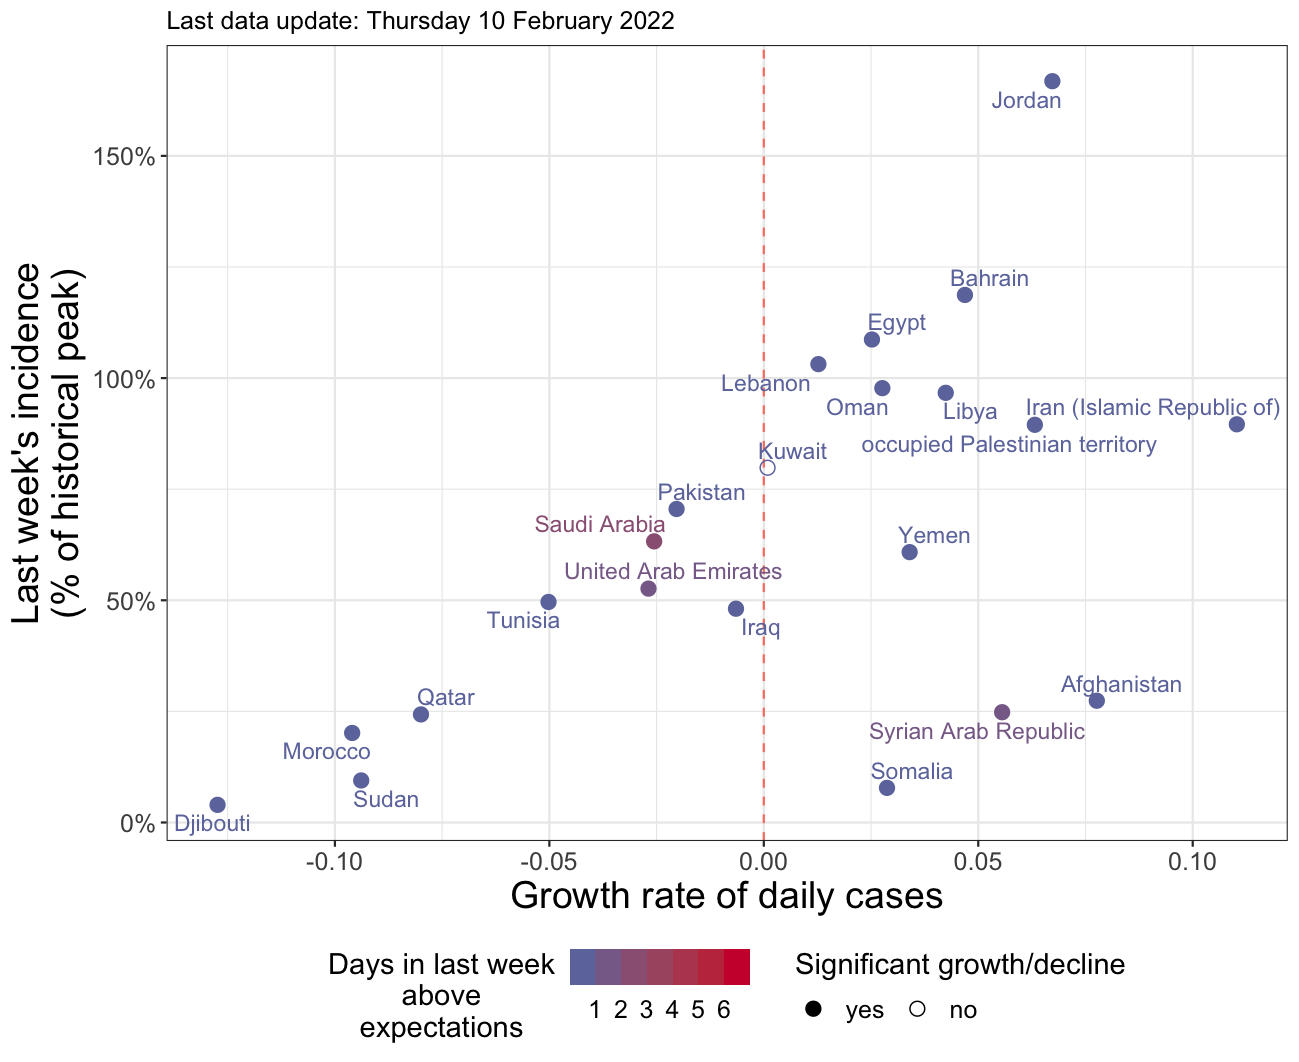 Last data update: Thursday 10 February 2022
Jordan
150%
Bahrain
Egypt
Lebanon
100%
Oman
Libya
Iran (Islamic Republic of)
occupied Palestinian territory
Kuwait
Pakistan
Saudi Arabia
Yemen
United Arab Emirates
50%
Tunisia
Iraq
Afghanistan
Qatar
Syrian Arab Republic
Morocco
Somalia
Sudan
Djibouti
0%
Last week's incidence
(% of historical peak)
-0.10 -0.05 0.00 0.05 0.10
Growth rate of daily cases
Days in last week
above
expectations
1 2 3 4 5 6
Significant growth/decline
yes no